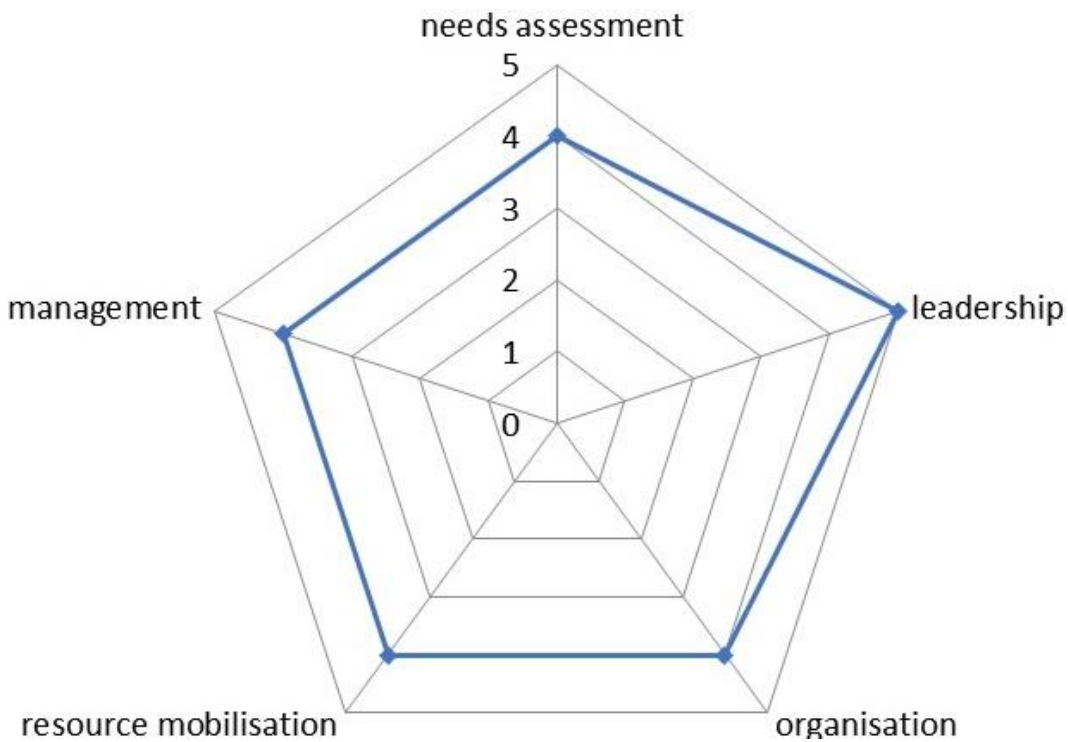 needs assessment
5
4
3
2
1
0
management
leadership
resource mobilisation
organisation